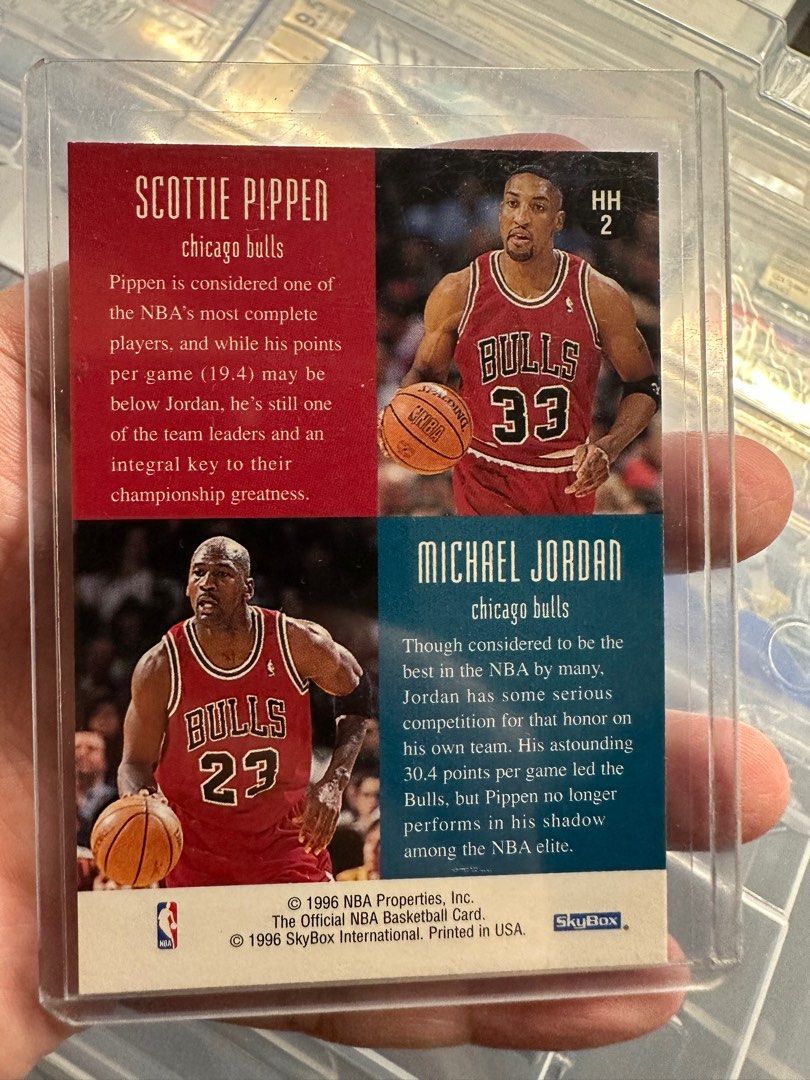 SCOTTIE PIPPEN
chicago bulls
Pippen is considered one of
the NBA's most complete
players, and while his points
per game (19.4) may be
below Jordan, he's still one
of the team leaders and an
integral key to their
championship greatness.
HH
2
BULLS
33
SPALDING
NBA
BULLS
23
MICHAEL JORDAN
chicago bulls
Though considered to be the
best in the NBA by many,
Jordan has some serious
competition for that honor on
his own team. His astounding
30.4 points per game led the
Bulls, but Pippen no longer
performs in his shadow
among the NBA elite.
NBA
© 1996 NBA Properties, Inc.
The Official NBA Basketball Card.
© 1996 SkyBox International. Printed in USA.
SkyBox